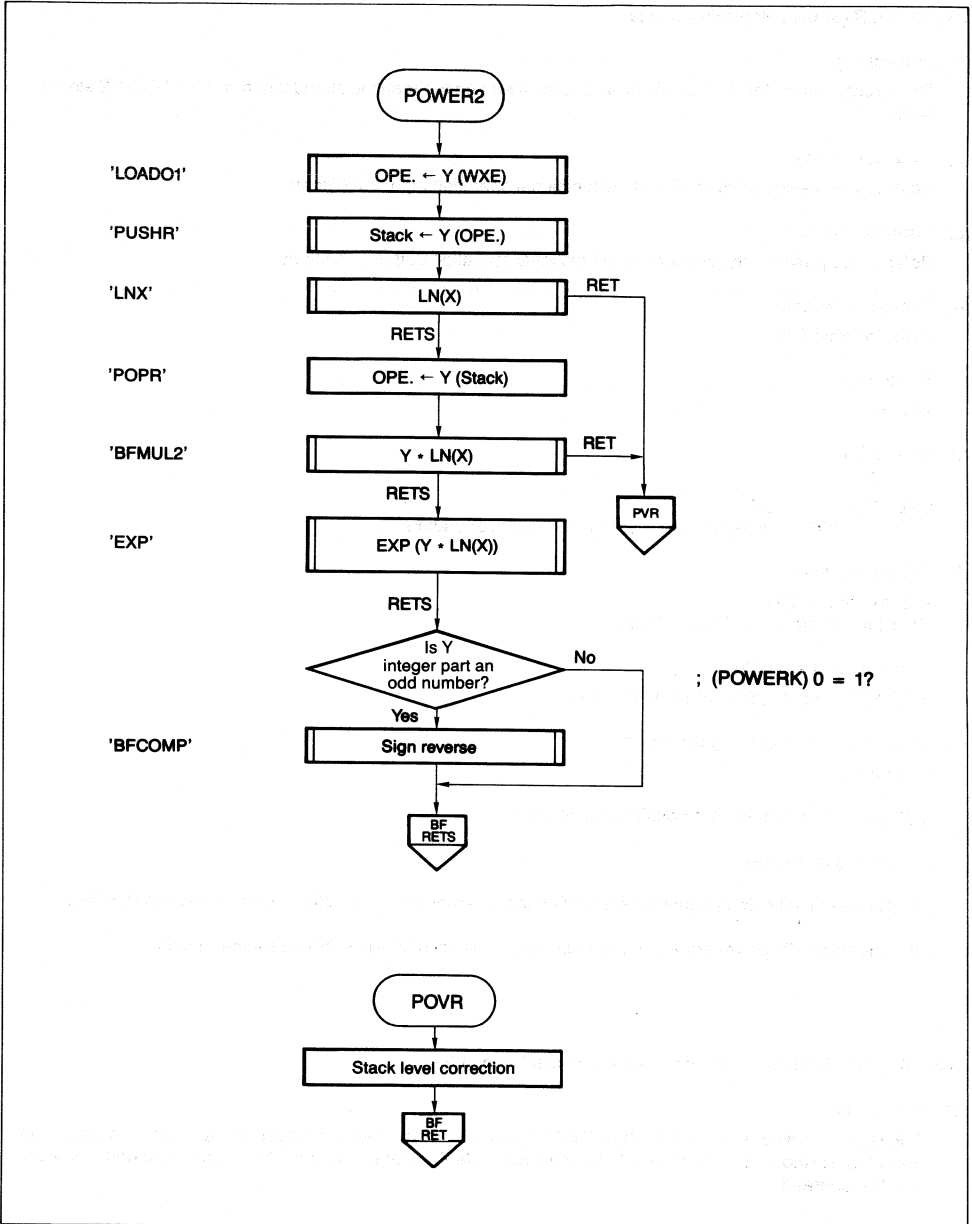 POWER2
'LOADO1'
OPE. ← Y (WXE)
'PUSHR'
Stack ← Y (OPE.)
'LNX'
LN(X)
RET
RETS
'POPR'
OPE. ← Y (Stack)
'BFMUL2'
Y * LN(X)
RET
RETS
PVR
'EXP'
EXP (Y * LN(X))
RETS
Is Y
integer part an
odd number?
No
; (POWERK) 0 = 1?
Yes
'BFCOMP'
Sign reverse
BF
RETS
POVR
Stack level correction
BF
RET